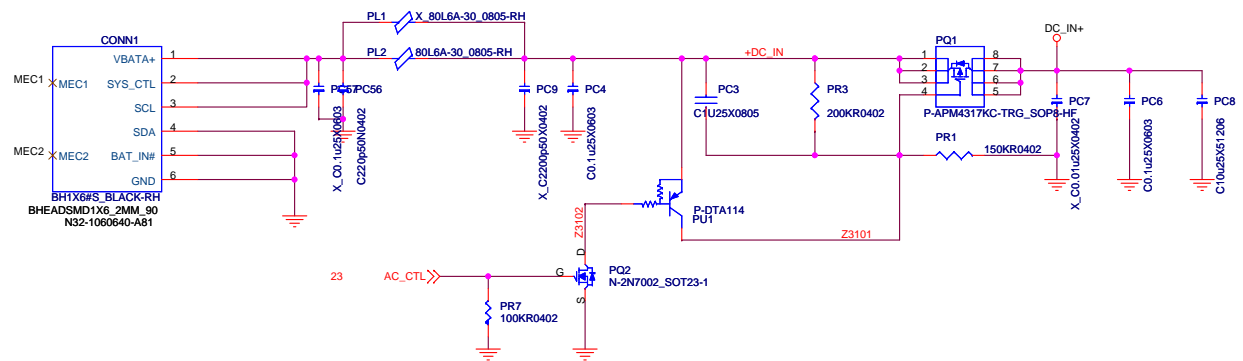 PL1 X_80L6A-30_0805-RH
DC_IN+
CONN1
PL2 80L6A-30_0805-RH
+DC_IN
PQ1
VBATA+ 1
1 8
2 7
3 6
4 5
MEC1 MEC1
SYS_CTL 2
PC57 PC56
PC9
PC4
PC3
PR3
PC7
PC6
PC8
SCL 3
C1U25X0805
200KR0402
P-APM4317KC-TRG_SOP8-HF
SDA 4
PR1
150KR0402
MEC2 MEC2
BAT_IN# 5
GND 6
X_C0.1u25X0603
C220p50N0402
X_C2200p50X0402
C0.1u25X0603
X_C0.01u25X0402
C0.1u25X0603
C10u25X51206
BH1X6#S_BLACK-RH
BHEADSMD1X6_2MM_90
N32-1060640-A81
P-DTA114
PU1
Z3102
Z3101
D
23 AC_CTL
G
S
PQ2
N-2N7002_SOT23-1
PR7
100KR0402